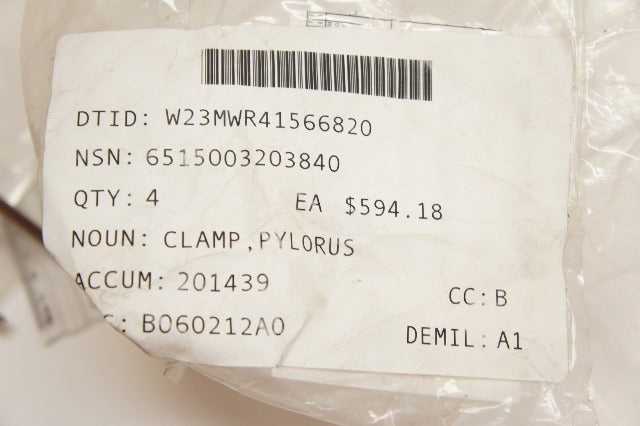 DTID: W23MWR41566820
NSN: 6515003203840
QTY: 4 EA $594.18
NOUN: CLAMP,PYLORUS
ACCUM: 201439 CC: B
: B060212A0 DEMIL: A1